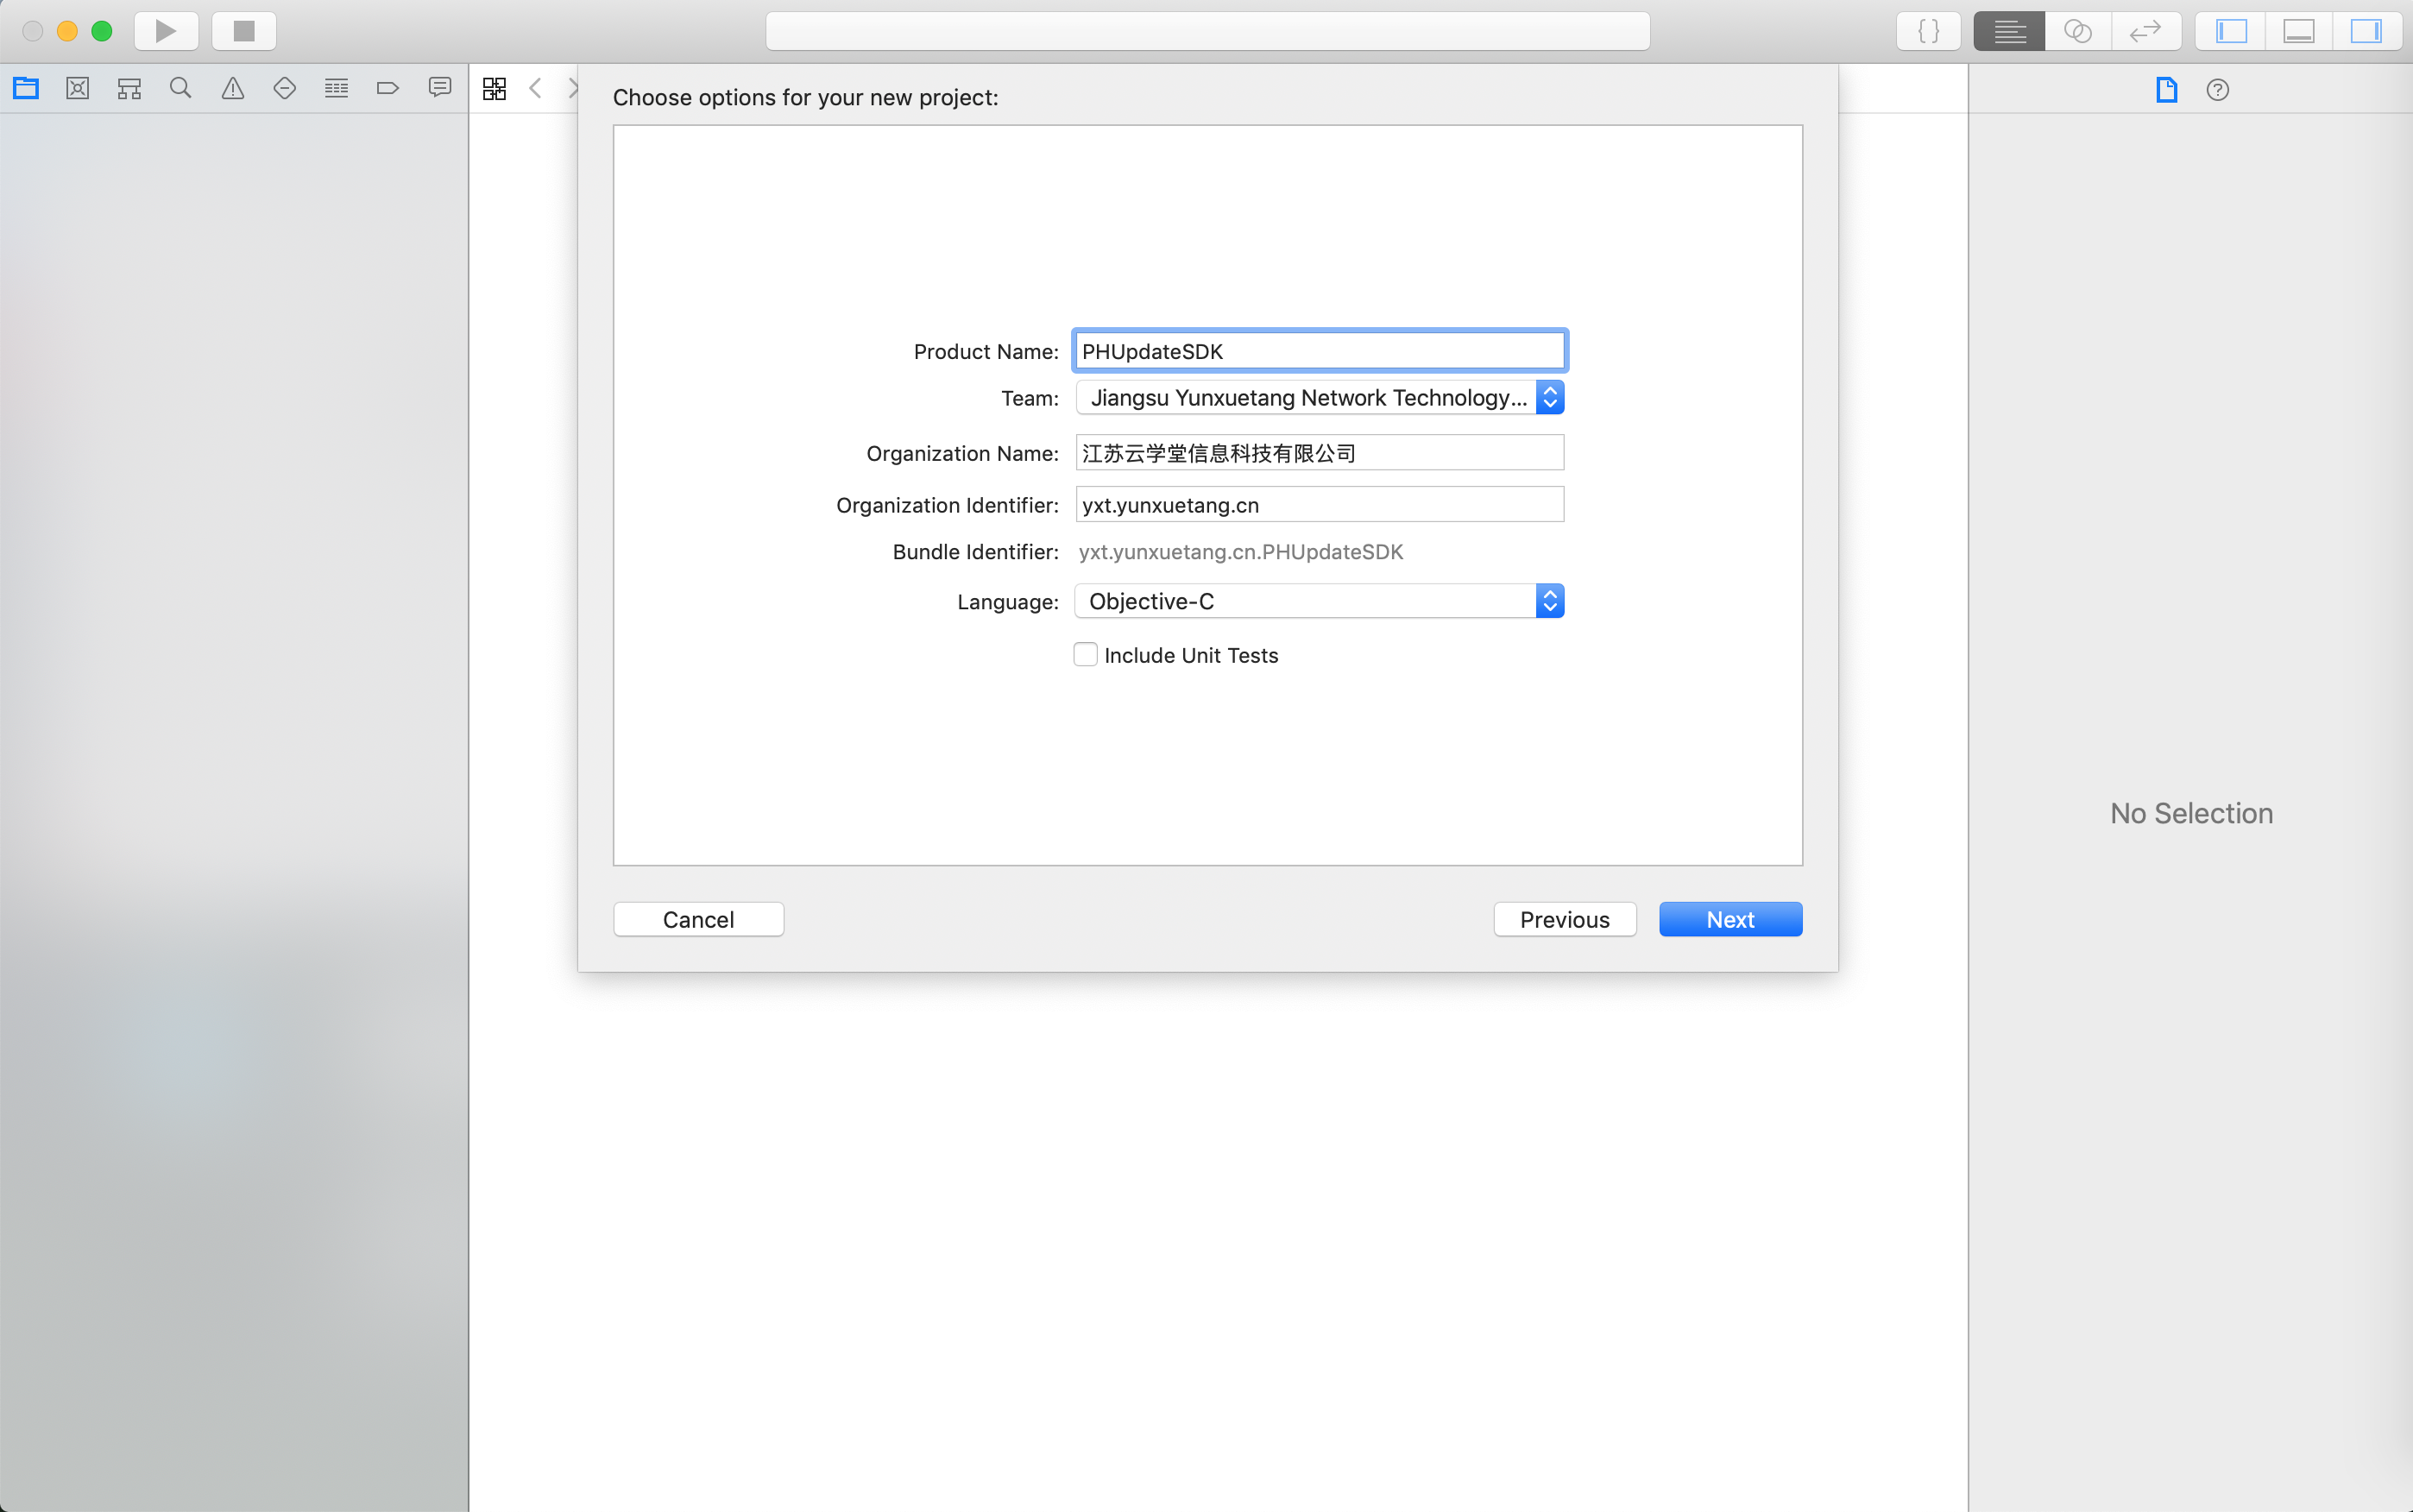 Choose options for your new project:
Product Name: PHUpdateSDK
Team: Jiangsu Yunxuetang Network Technology...
Organization Name: 江苏云学堂信息科技有限公司
Organization Identifier: yxt.yunxuetang.cn
Bundle Identifier: yxt.yunxuetang.cn.PHUpdateSDK
Language: Objective-C
Include Unit Tests
No Selection
Cancel Previous Next